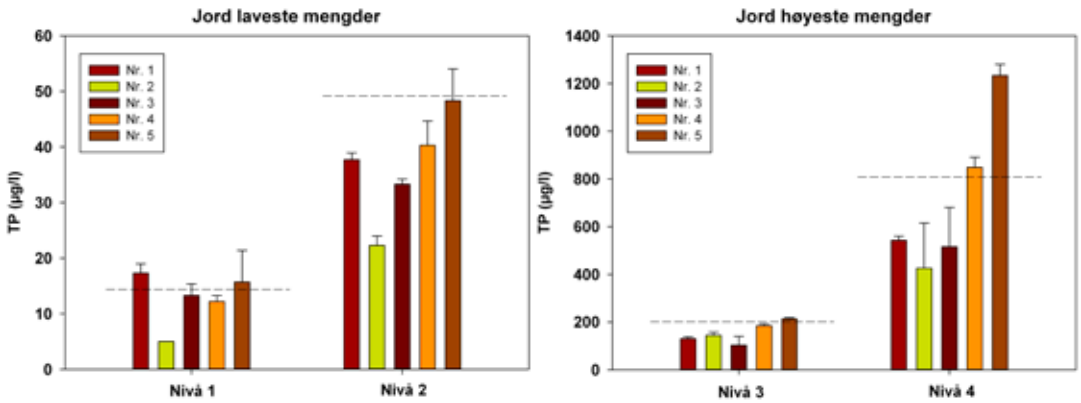 Jord laveste mengder
TP (µg/l)
60
50
40
30
20
10
0
Nr. 1
Nr. 2
Nr. 3
Nr. 4
Nr. 5
Nivå 1
Nivå 2
Jord høyeste mengder
TP (µg/l)
1400
1200
1000
800
600
400
200
0
Nr. 1
Nr. 2
Nr. 3
Nr. 4
Nr. 5
Nivå 3
Nivå 4